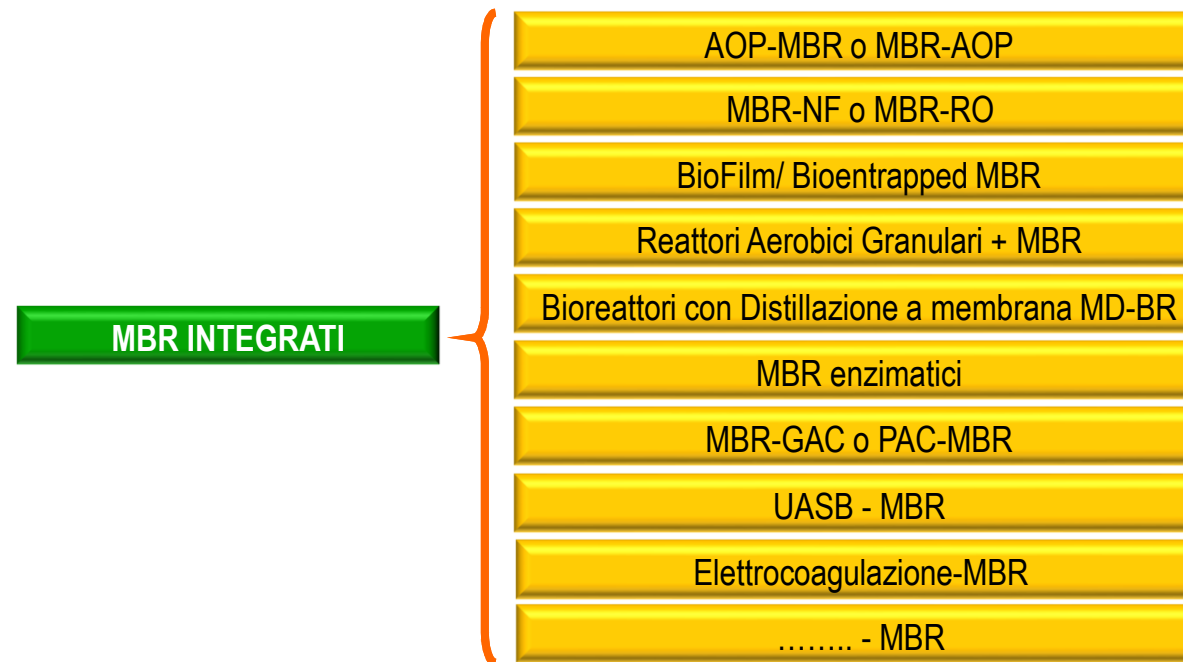 MBR INTEGRATI
AOP-MBR o MBR-AOP
MBR-NF o MBR-RO
BioFilm/ Bioentrapped MBR
Reattori Aerobici Granulari + MBR
Bioreattori con Distillazione a membrana MD-BR
MBR enzimatici
MBR-GAC o PAC-MBR
UASB - MBR
Elettrocoagulazione-MBR
…….. - MBR